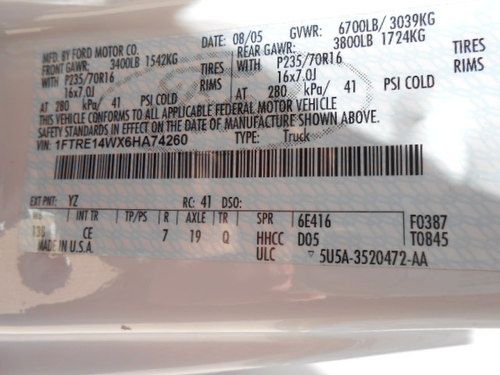 MFD. BY FORD MOTOR CO. DATE: 08/05 GVWR: 6700LB/ 3039KG
FRONT GAWR: 3400LB 1542KG REAR GAWR: 3800LB 1724KG
WITH P235/70R16 TIRES WITH P235/70R16 TIRES
16x7.0J RIMS 16x7.0J RIMS
AT 280 kPa/ 41 PSI COLD AT 280 kPa/ 41 PSI COLD
THIS VEHICLE CONFORMS TO ALL APPLICABLE FEDERAL MOTOR VEHICLE
SAFETY STANDARDS IN EFFECT ON THE DATE OF MANUFACTURE SHOWN ABOVE.
VIN: 1FTRE14WX6HA74260 TYPE: Truck
EXT PNT: YZ RC: 41 DSO:
WB INT TR TP/PS R AXLE TR SPR 6E416 F0387
138 CE 7 19 Q HHCC D05 T0845
MADE IN U.S.A. ULC ▽5U5A-3520472-AA